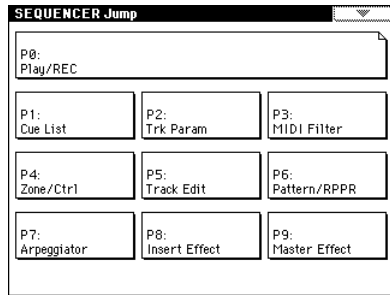 SEQUENCER Jump
P0:
Play/REC
P1:
Cue List
P2:
Trk Param
P3:
MIDI Filter
P4:
Zone/Ctrl
P5:
Track Edit
P6:
Pattern/RPPR
P7:
Arpeggiator
P8:
Insert Effect
P9:
Master Effect